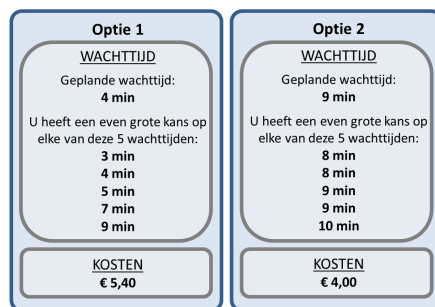 Optie 1
WACHTTIJD
Geplande wachttijd:
4 min
U heeft een even grote kans op
elke van deze 5 wachttijden:
3 min
4 min
5 min
7 min
9 min
KOSTEN
€ 5,40
Optie 2
WACHTTIJD
Geplande wachttijd:
9 min
U heeft een even grote kans op
elke van deze 5 wachttijden:
8 min
8 min
9 min
9 min
10 min
KOSTEN
€ 4,00